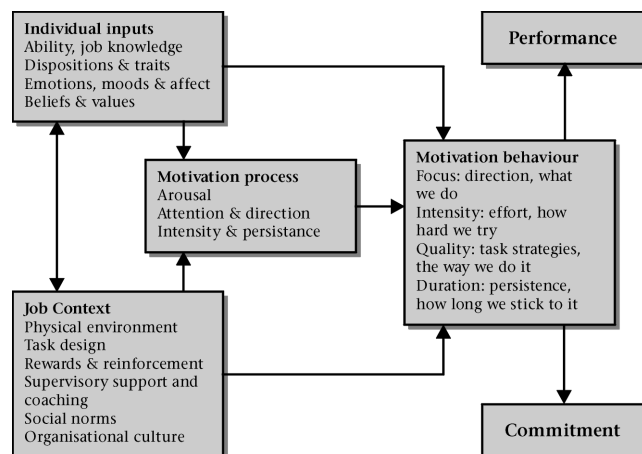 Individual inputs
Ability, job knowledge
Dispositions & traits
Emotions, moods & affect
Beliefs & values
Performance
Motivation process
Arousal
Attention & direction
Intensity & persistance
Motivation behaviour
Focus: direction, what
we do
Intensity: effort, how
hard we try
Quality: task strategies,
the way we do it
Duration: persistence,
how long we stick to it
Job Context
Physical environment
Task design
Rewards & reinforcement
Supervisory support and
coaching
Social norms
Organisational culture
Commitment